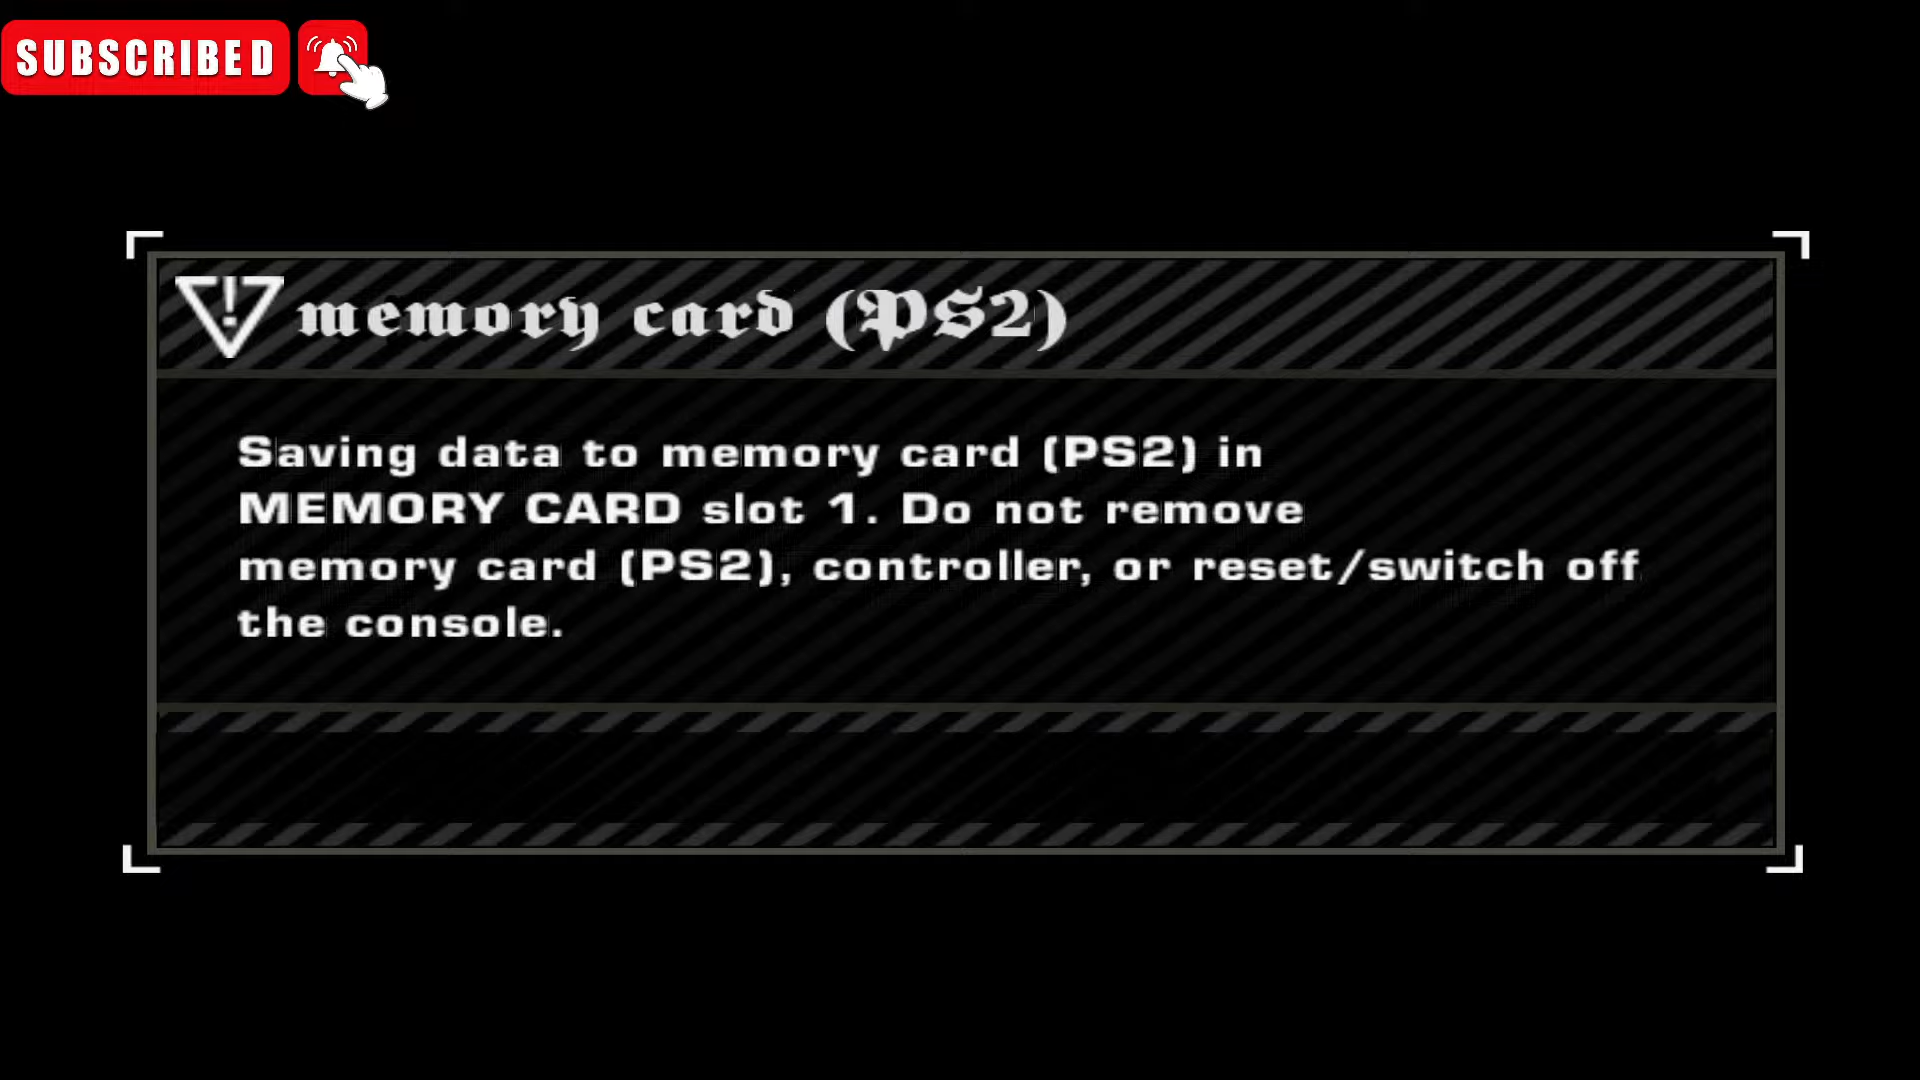 SUBSCRIBED
memory card (PS2)
Saving data to memory card (PS2) in
MEMORY CARD slot 1. Do not remove
memory card (PS2), controller, or reset/switch off
the console.